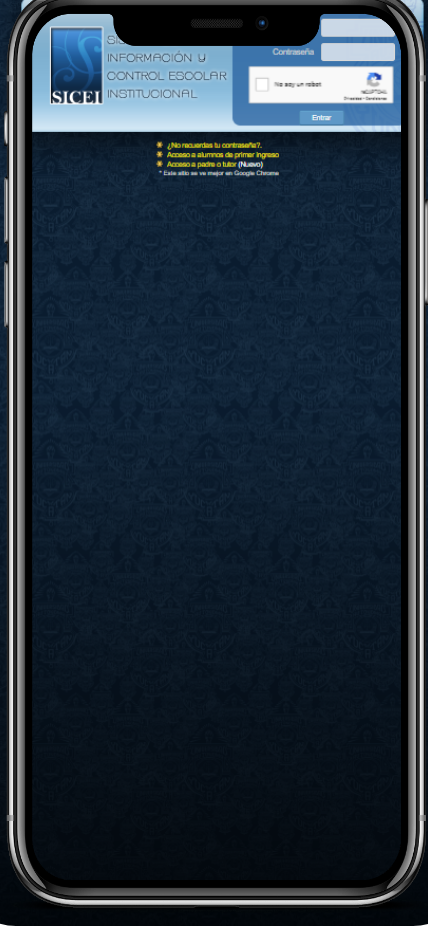 SICEI
INFORMACIÓN Y
CONTROL ESCOLAR
INSTITUCIONAL
Contraseña
No soy un robot
reCAPTCHA
Privacidad - Condiciones
Entrar
¿No recuerdas tu contraseña?.
Acceso a alumnos de primer ingreso
Acceso a padre o tutor (Nuevo)
* Este sitio se ve mejor en Google Chrome